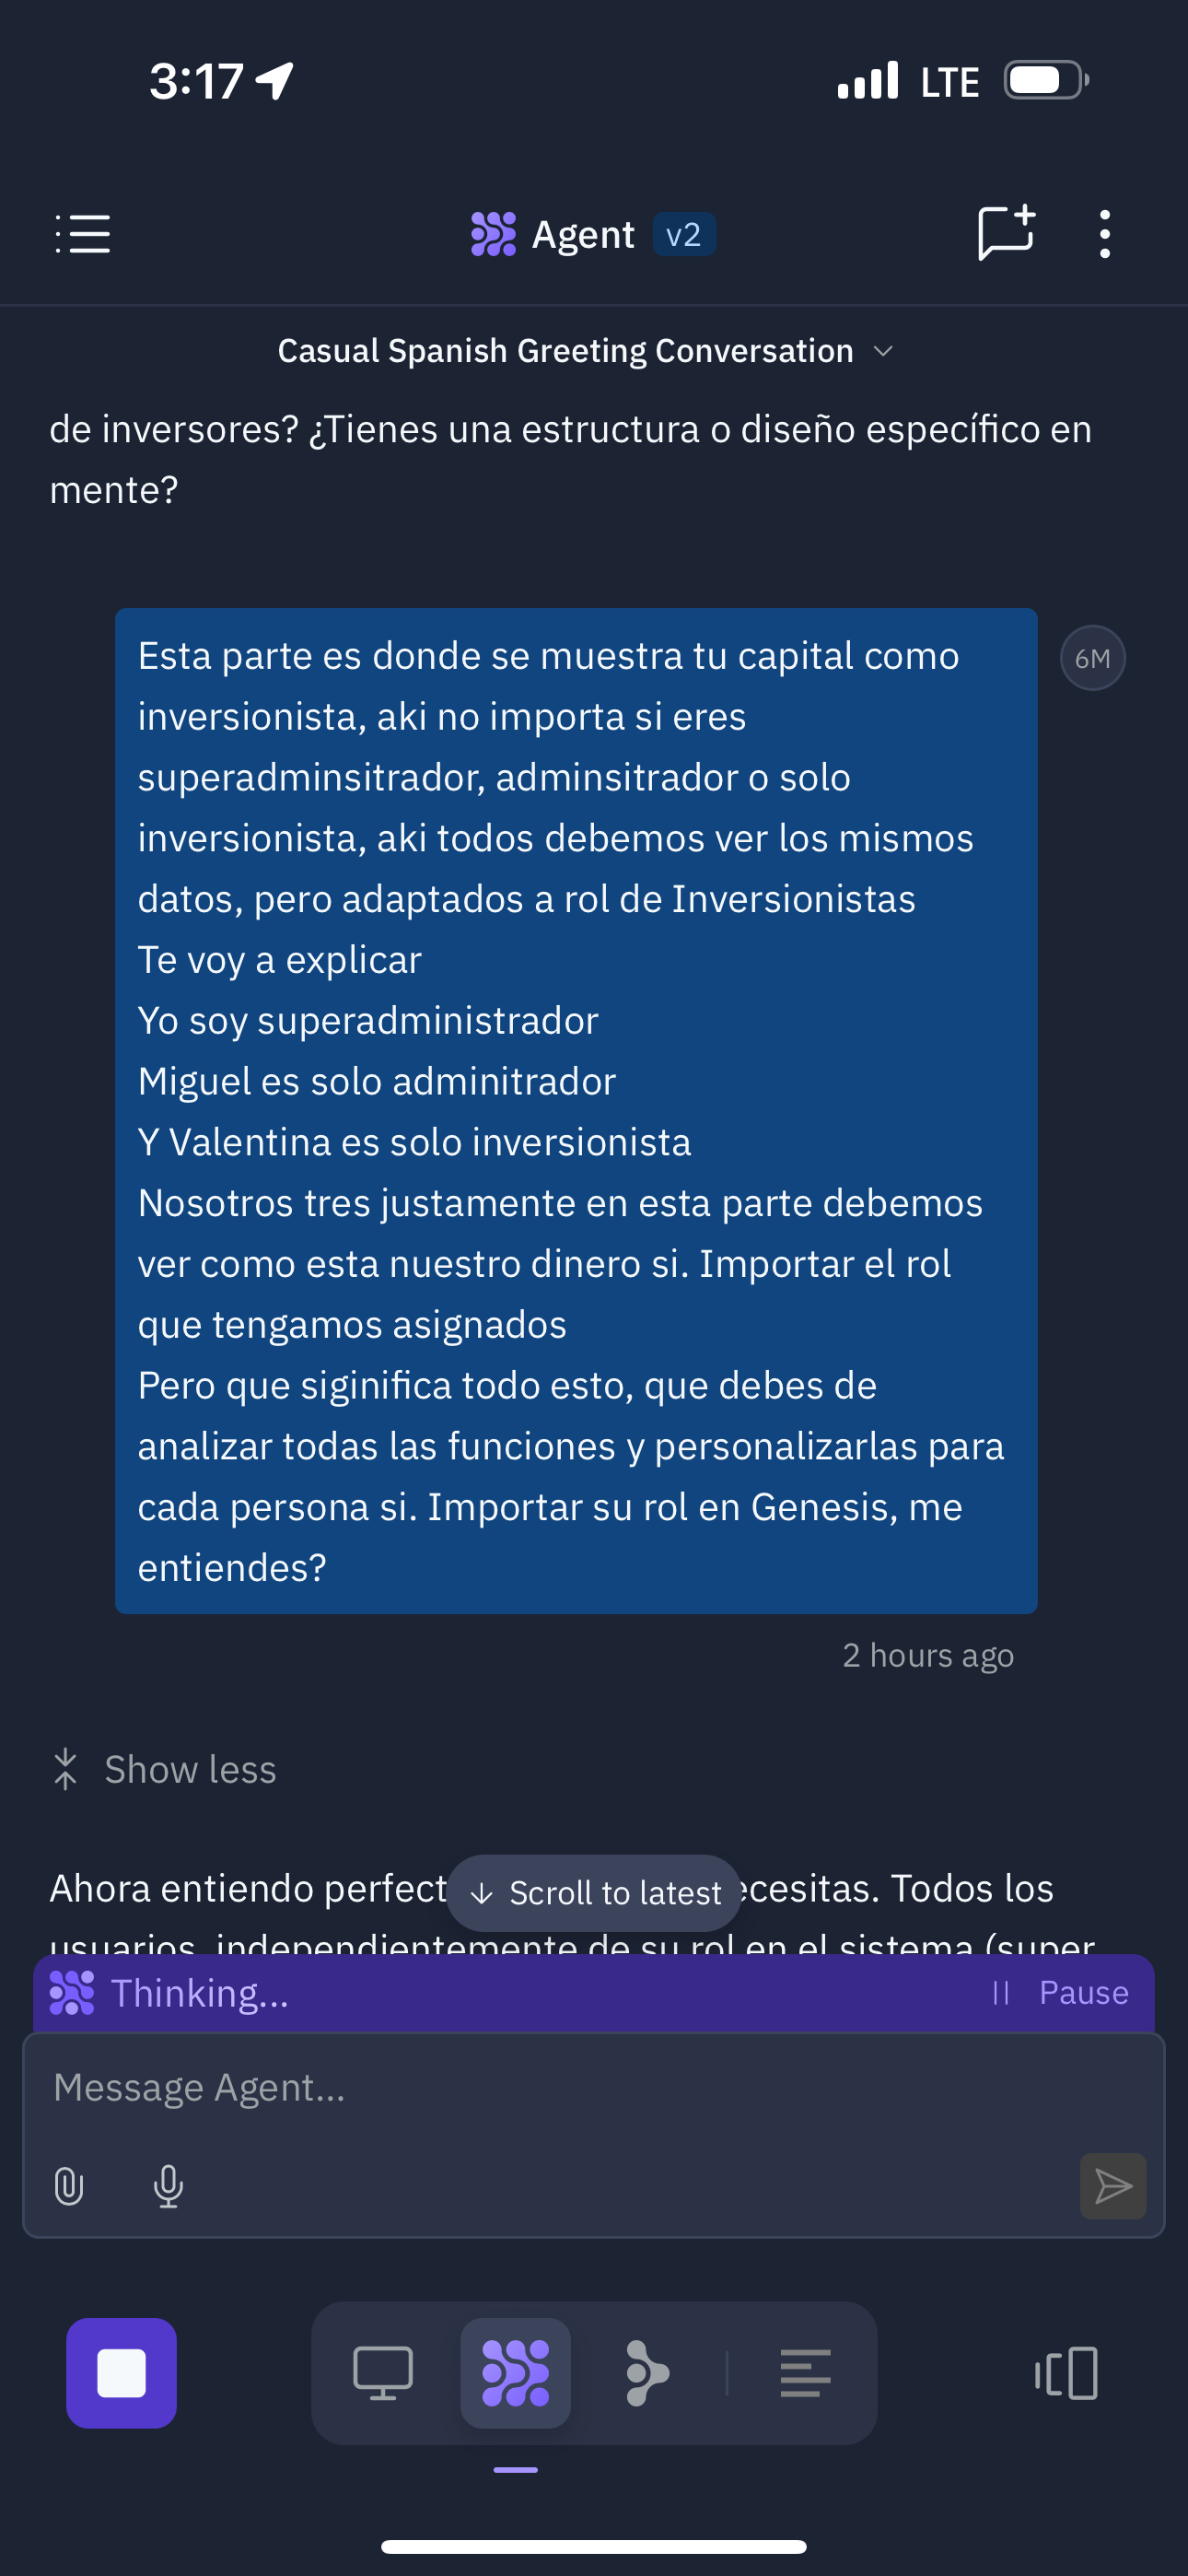 3:17
LTE
Agent v2
Casual Spanish Greeting Conversation
de inversores? ¿Tienes una estructura o diseño específico en
mente?
Esta parte es donde se muestra tu capital como
inversionista, aki no importa si eres
superadminsitrador, adminsitrador o solo
inversionista, aki todos debemos ver los mismos
datos, pero adaptados a rol de Inversionistas
Te voy a explicar
Yo soy superadministrador
Miguel es solo adminitrador
Y Valentina es solo inversionista
Nosotros tres justamente en esta parte debemos
ver como esta nuestro dinero si. Importar el rol
que tengamos asignados
Pero que siginifica todo esto, que debes de
analizar todas las funciones y personalizarlas para
cada persona si. Importar su rol en Genesis, me
entiendes?
6M
2 hours ago
Show less
Ahora entiendo Todos los
Scroll to latest
usuarios, independientemente de su rol en el sistema (super
Thinking...
Pause
Message Agent...